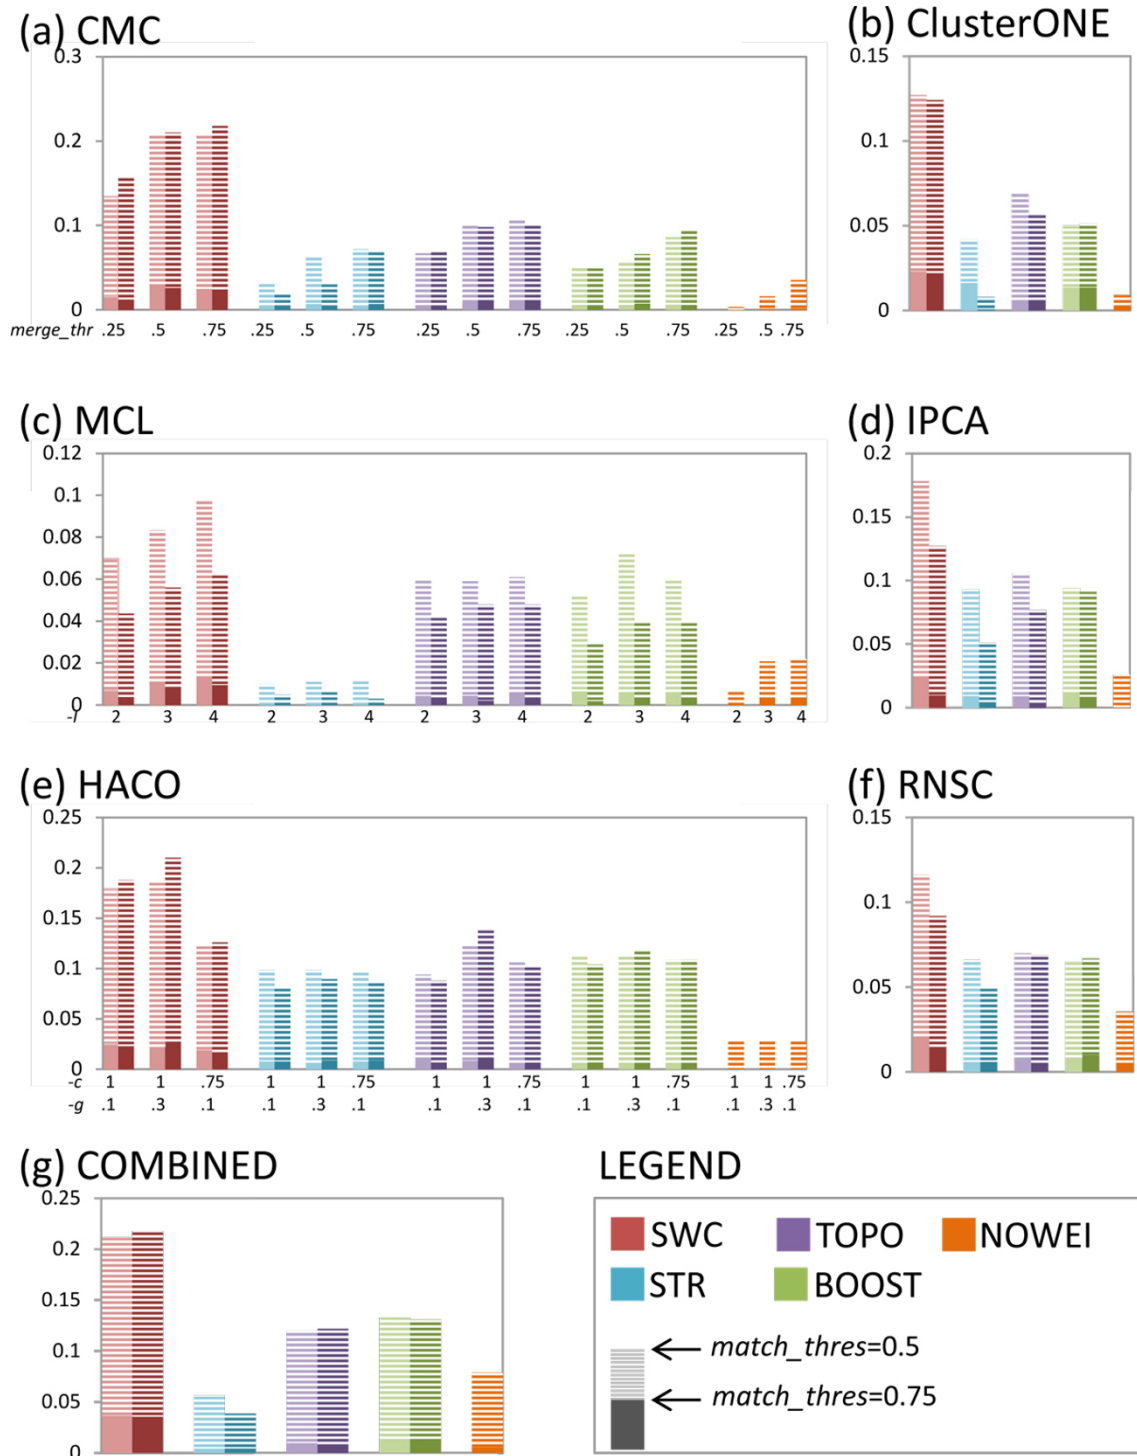 (a) CMC
0.3
0.2
0.1
0
merge_thr .25 .5 .75 .25 .5 .75 .25 .5 .75 .25 .5 .75 .25 .5 .75
(b) ClusterONE
0.15
0.1
0.05
0
(c) MCL
0.12
0.1
0.08
0.06
0.04
0.02
0
-I 2 3 4 2 3 4 2 3 4 2 3 4 2 3 4
(d) IPCA
0.2
0.15
0.1
0.05
0
(e) HACO
0.25
0.2
0.15
0.1
0.05
0
-c 1 1 .75 1 1 .75 1 1 .75 1 1 .75 1 1 .75
-g .1 .3 .1 .1 .3 .1 .1 .3 .1 .1 .3 .1 .1 .3 .1
(f) RNSC
0.15
0.1
0.05
0
(g) COMBINED
0.25
0.2
0.15
0.1
0.05
0
LEGEND
SWC TOPO NOWEI
STR BOOST
match_thres=0.5
match_thres=0.75